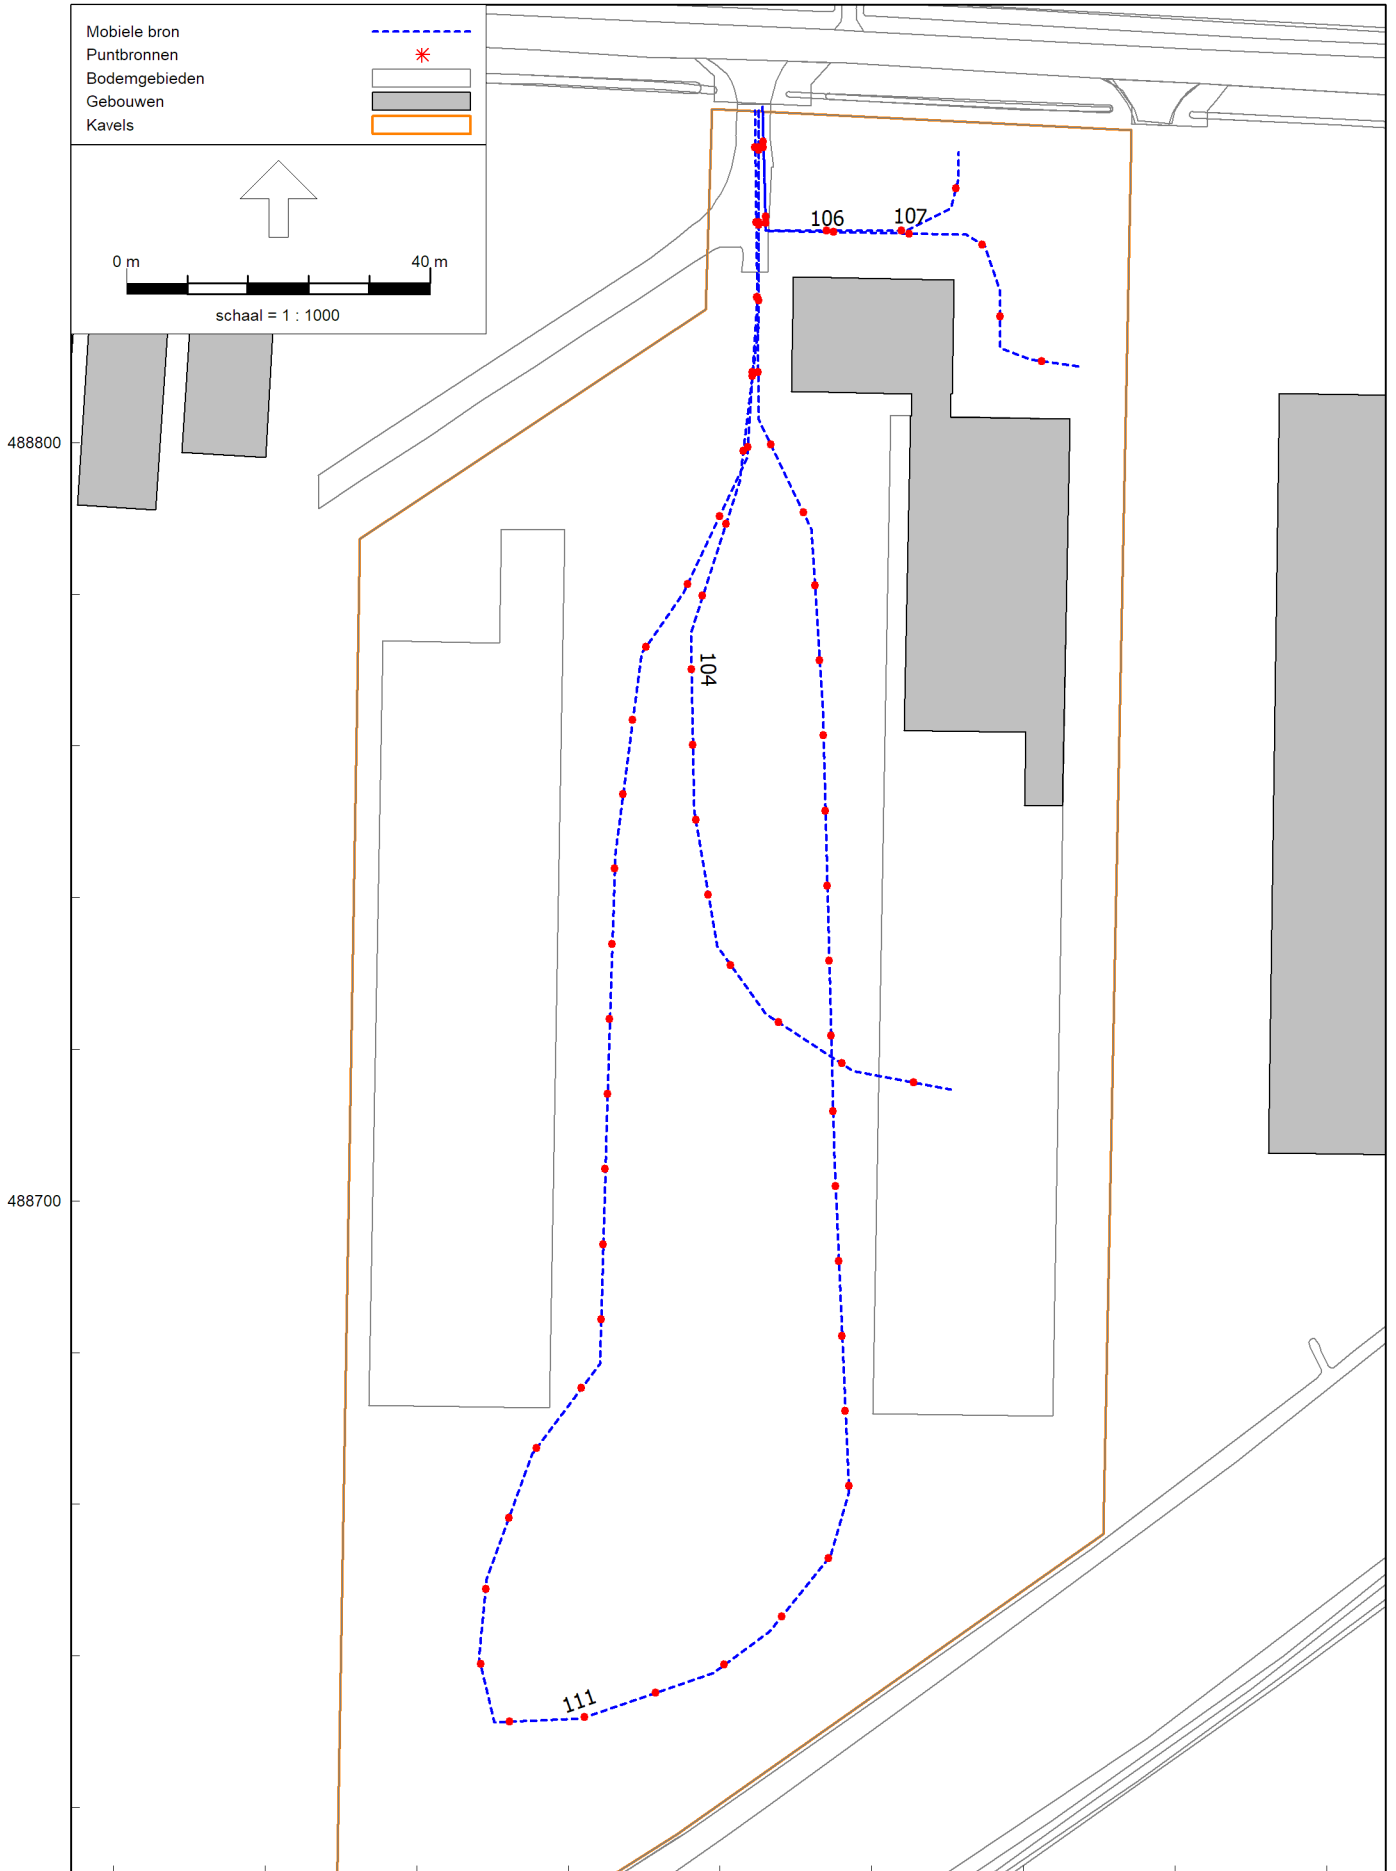 Mobiele bron
Puntbronnen
Bodemgebieden
Gebouwen
Kavels
0 m 40 m
schaal = 1 : 1000
106
107
488800
104
488700
111